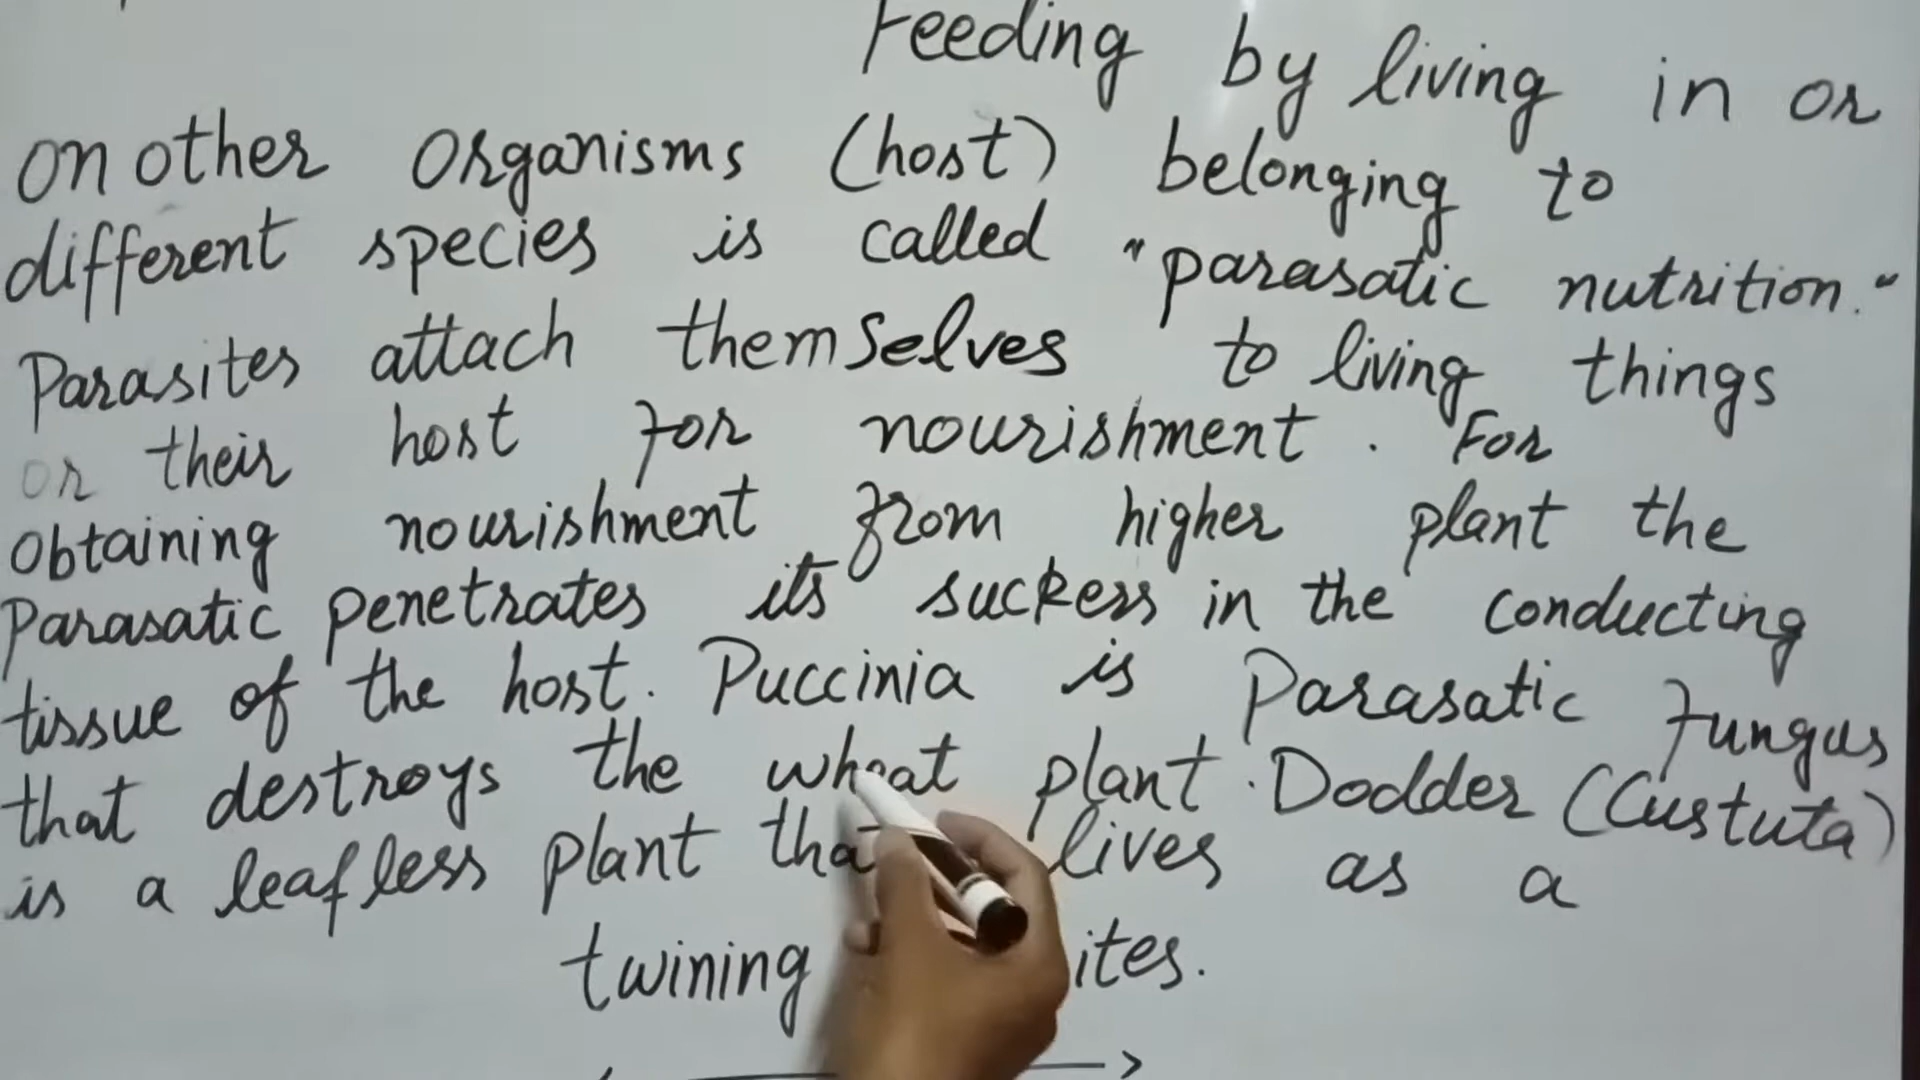 Feeding by living in or
on other organisms (host) belonging to
different species is called "parasatic nutrition."
Parasites attach themselves to living things
or their host for nourishment. For
obtaining nourishment from higher plant the
Parasatic penetrates its suckers in the conducting
tissue of the host. Puccinia is Parasatic fungus
that destroys the wheat plant. Dodder (Custuta)
is a leafless plant tha lives as a
twining ites.